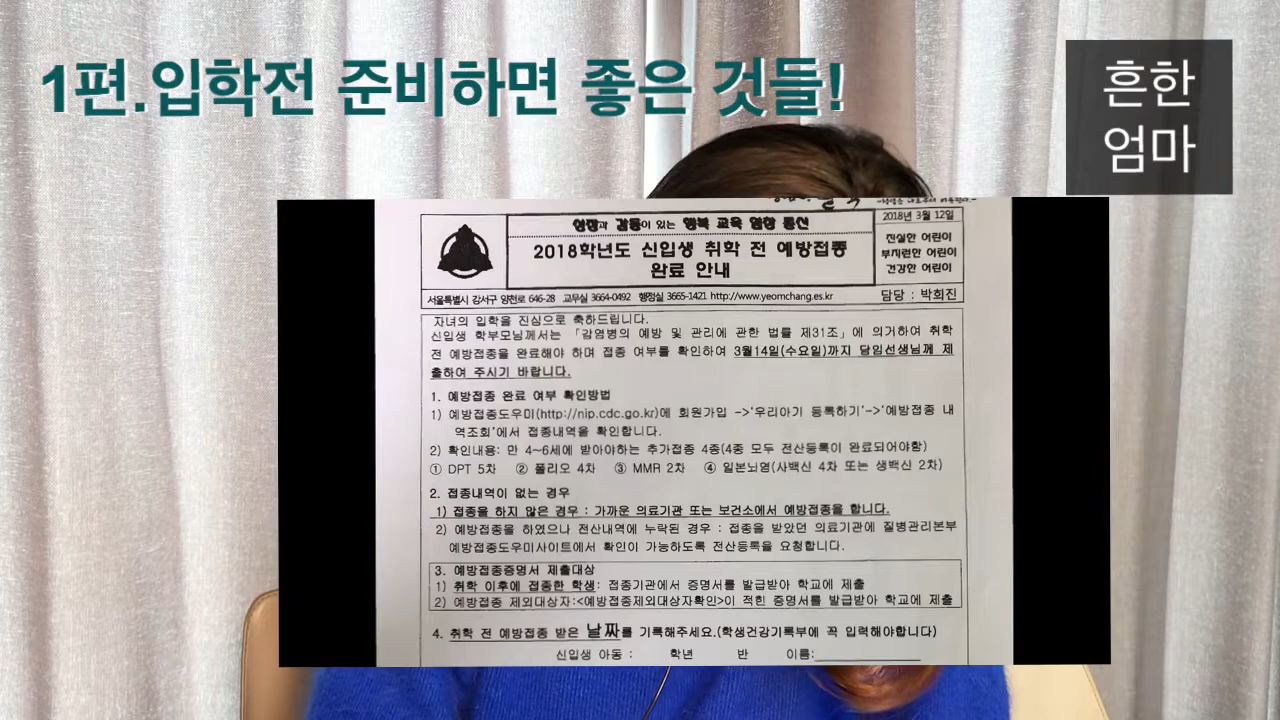 1편.입학전 준비하면 좋은 것들!
흔한
엄마
성장과 감동이 있는 행복 교육 염창 통신
2018학년도 신입생 취학 전 예방접종
완료 안내
2018년 3월 12일
진실한 어린이
부지런한 어린이
건강한 어린이
서울특별시 강서구 양천로 646-28 교무실 3664-0492 행정실 3665-1421 http://www.yeomchang.es.kr
담당 : 박희진
자녀의 입학을 진심으로 축하드립니다.
신입생 학부모님께서는 「감염병의 예방 및 관리에 관한 법률 제31조」에 의거하여 취학
전 예방접종을 완료해야 하며 접종 여부를 확인하여 3월14일(수요일)까지 담임선생님께 제
출하여 주시기 바랍니다.
1. 예방접종 완료 여부 확인방법
1) 예방접종도우미(http://nip.cdc.go.kr)에 회원가입 ->'우리아기 등록하기'->'예방접종 내
역조회'에서 접종내역을 확인합니다.
2) 확인내용: 만 4~6세에 받아야하는 추가접종 4종(4종 모두 전산등록이 완료되어야함)
① DPT 5차 ② 폴리오 4차 ③ MMR 2차 ④ 일본뇌염(사백신 4차 또는 생백신 2차)
2. 접종내역이 없는 경우
1) 접종을 하지 않은 경우 : 가까운 의료기관 또는 보건소에서 예방접종을 합니다.
2) 예방접종을 하였으나 전산내역에 누락된 경우 : 접종을 받았던 의료기관에 질병관리본부
예방접종도우미사이트에서 확인이 가능하도록 전산등록을 요청합니다.
3. 예방접종증명서 제출대상
1) 취학 이후에 접종한 학생: 접종기관에서 증명서를 발급받아 학교에 제출
2) 예방접종 제외대상자:<예방접종제외대상자확인>이 적힌 증명서를 발급받아 학교에 제출
4. 취학 전 예방접종 받은 날짜를 기록해주세요.(학생건강기록부에 꼭 입력해야합니다)
신입생 아동 : 학년 반 이름: